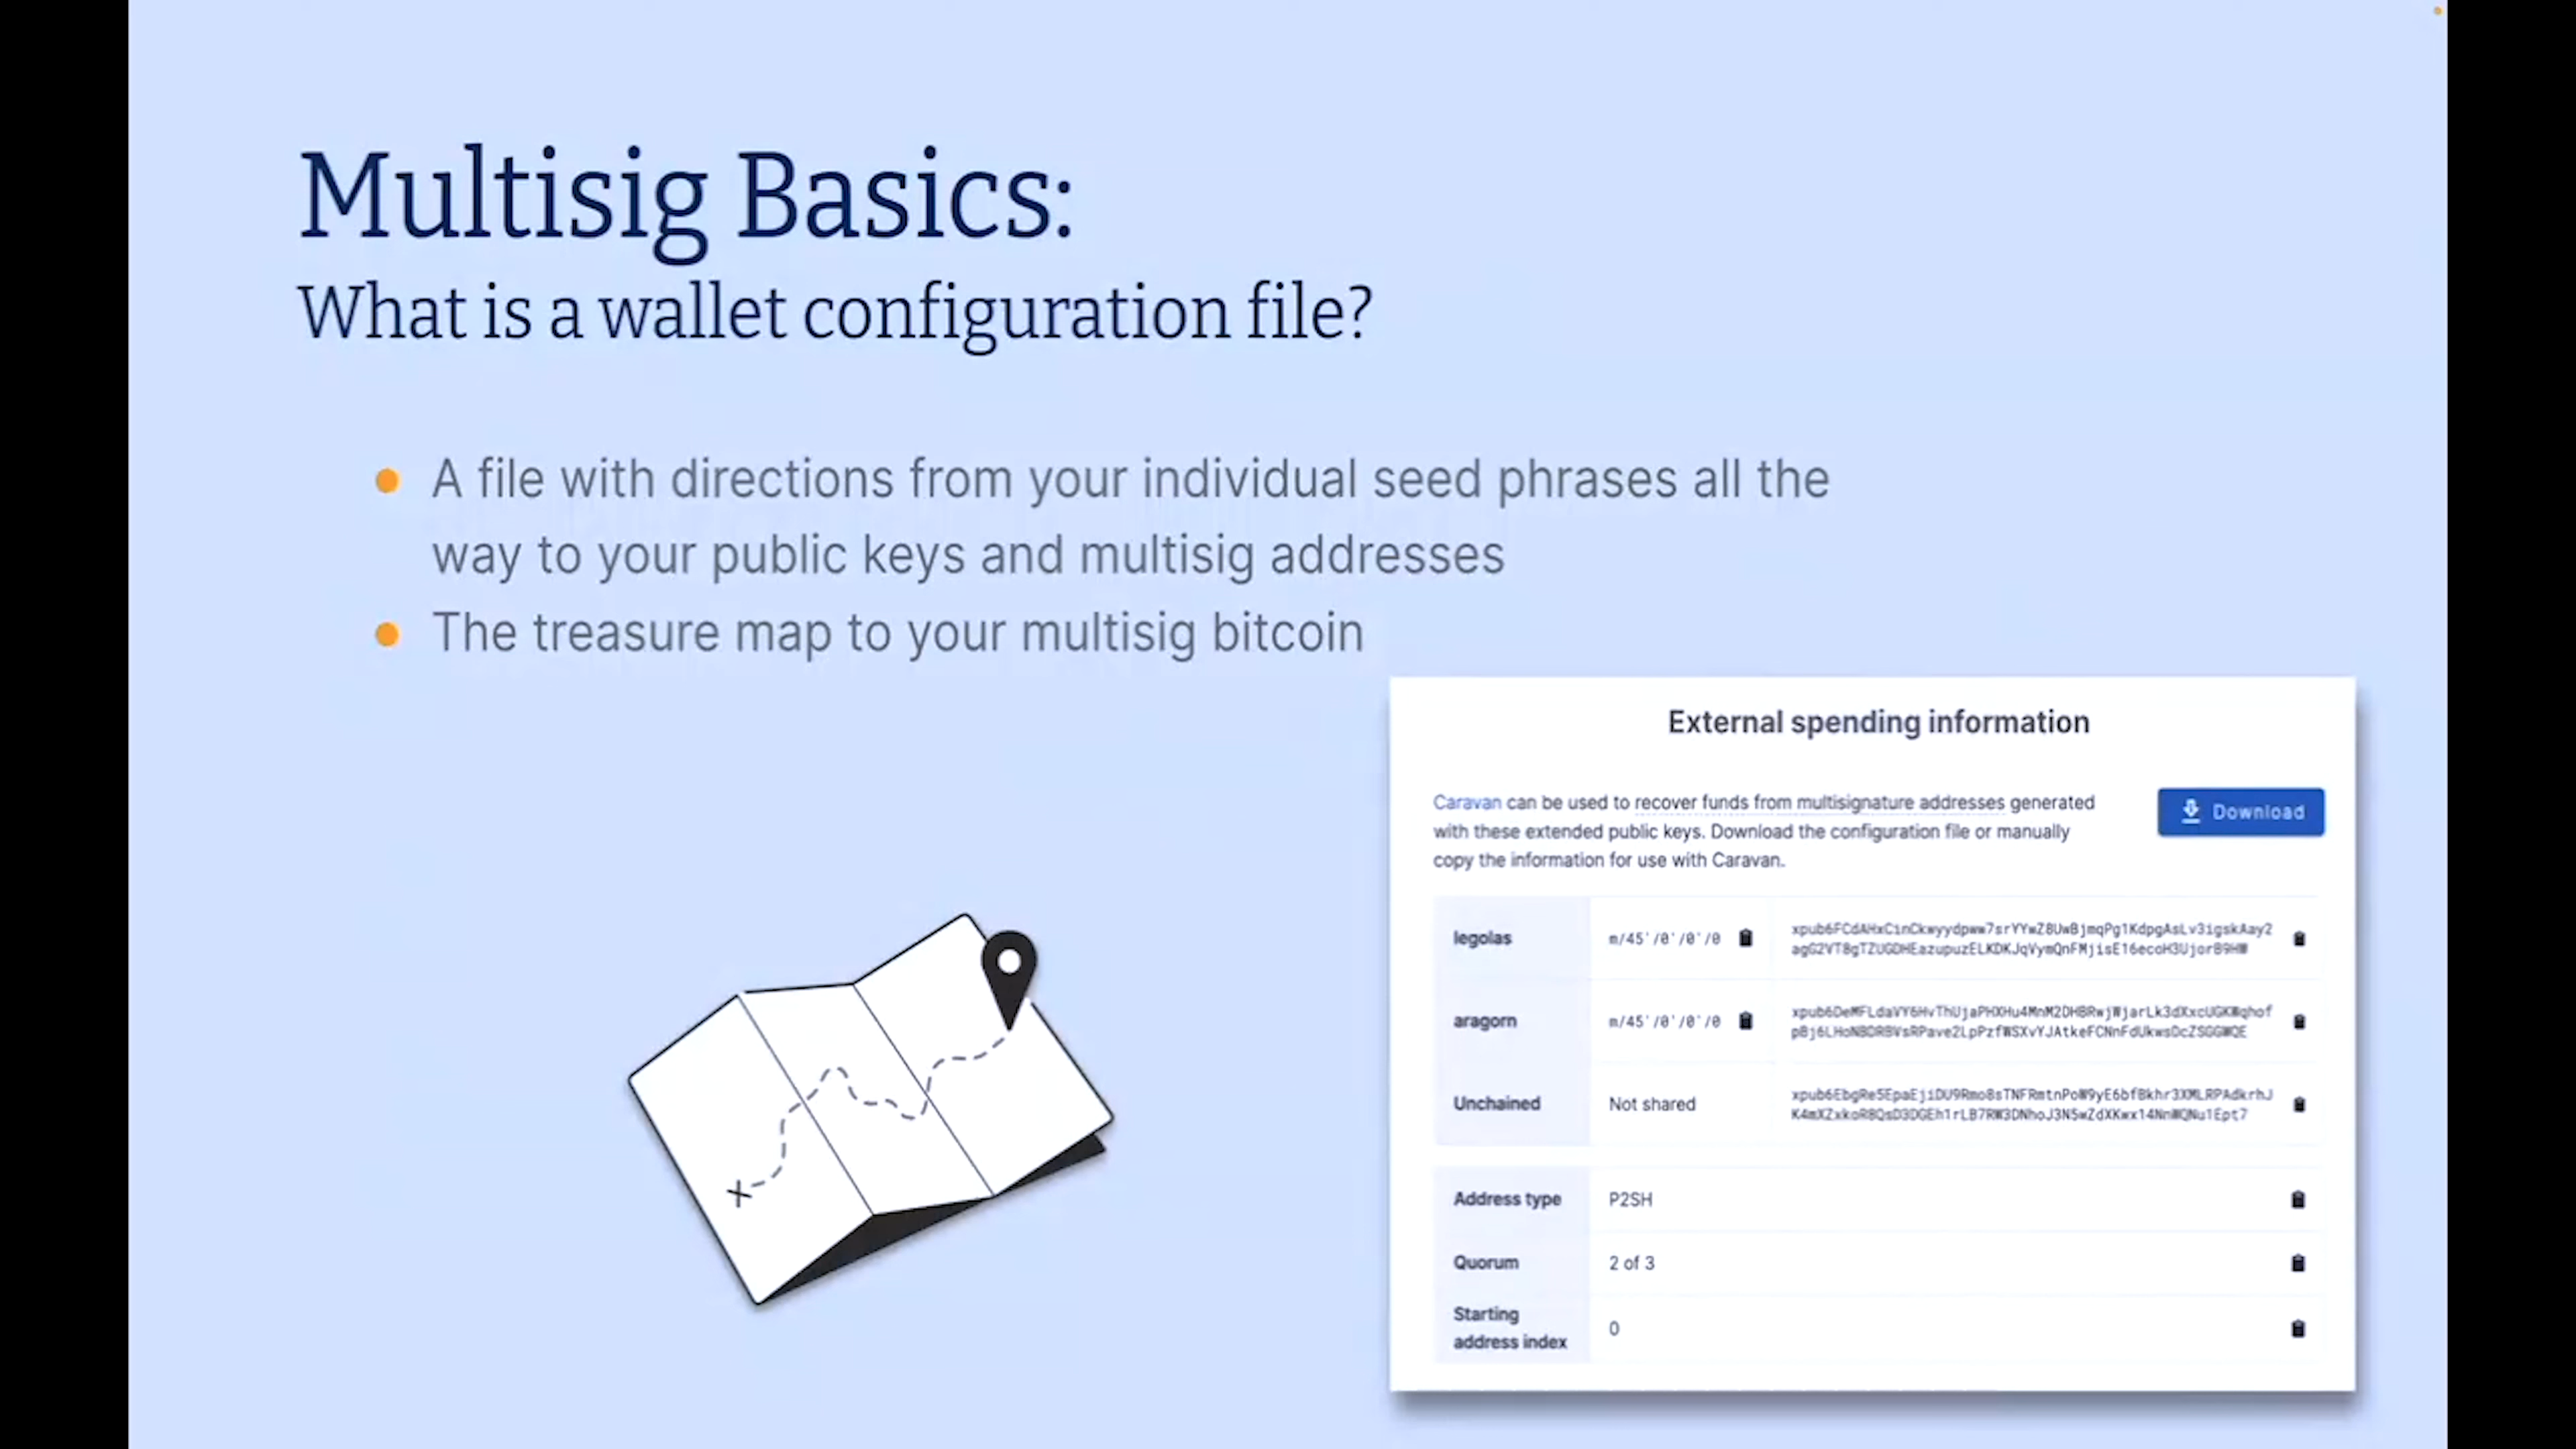 Multisig Basics:
What is a wallet configuration file?
A file with directions from your individual seed phrases all the
way to your public keys and multisig addresses
The treasure map to your multisig bitcoin
External spending information
Caravan can be used to recover funds from multisignature addresses generated
with these extended public keys. Download the configuration file or manually
copy the information for use with Caravan.
Download
legolas m/45'/0'/0'/0
aragorn m/45'/0'/0'/0
Unchained Not shared
Address type P2SH
Quorum 2 of 3
Starting
address index 0